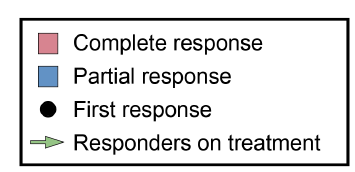 Complete response
Partial response
First response
Responders on treatment